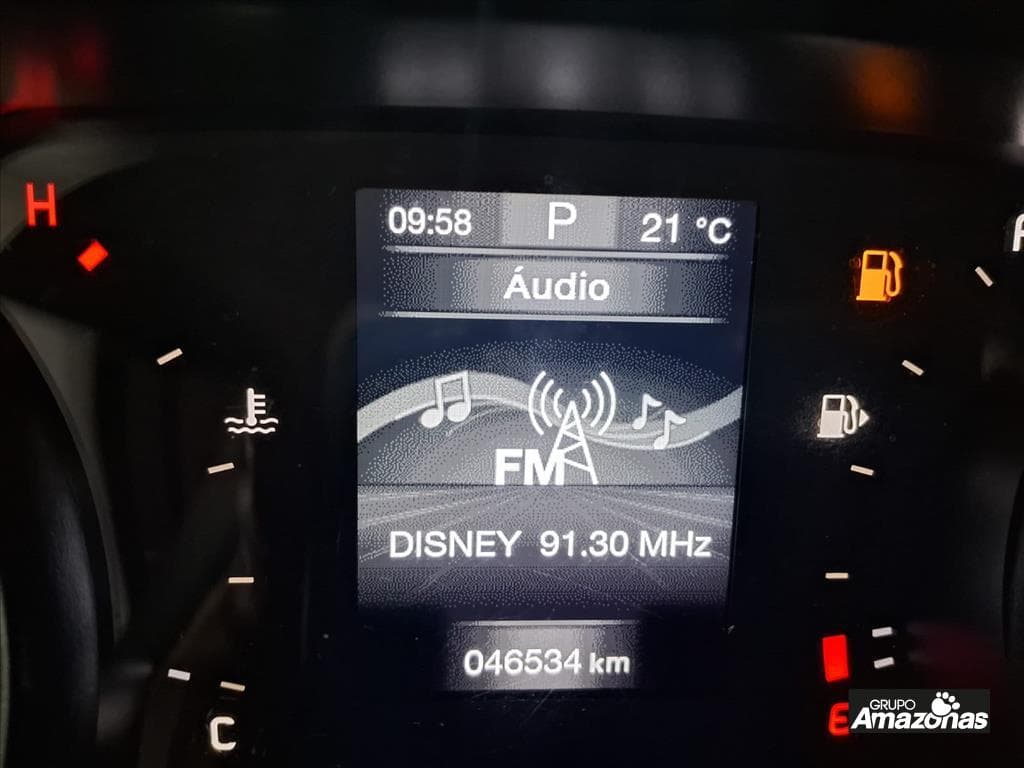 H
09:58 P 21 °C
Áudio
FM
DISNEY 91.30 MHz
046534 km
C
E
GRUPO
Amazonas